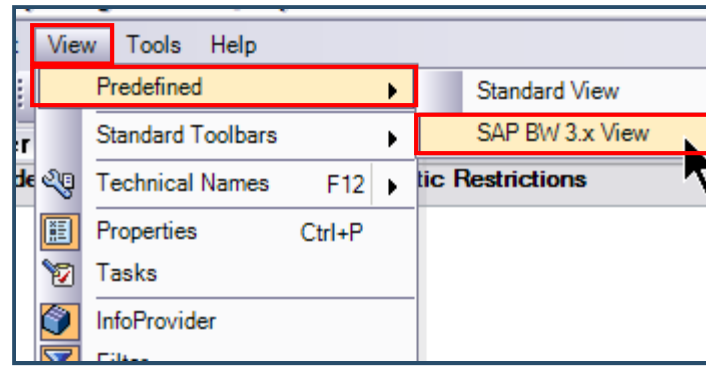 View Tools Help
Predefined
Standard View
Standard Toolbars
SAP BW 3.x View
Technical Names F12
tic Restrictions
Properties Ctrl+P
Tasks
InfoProvider